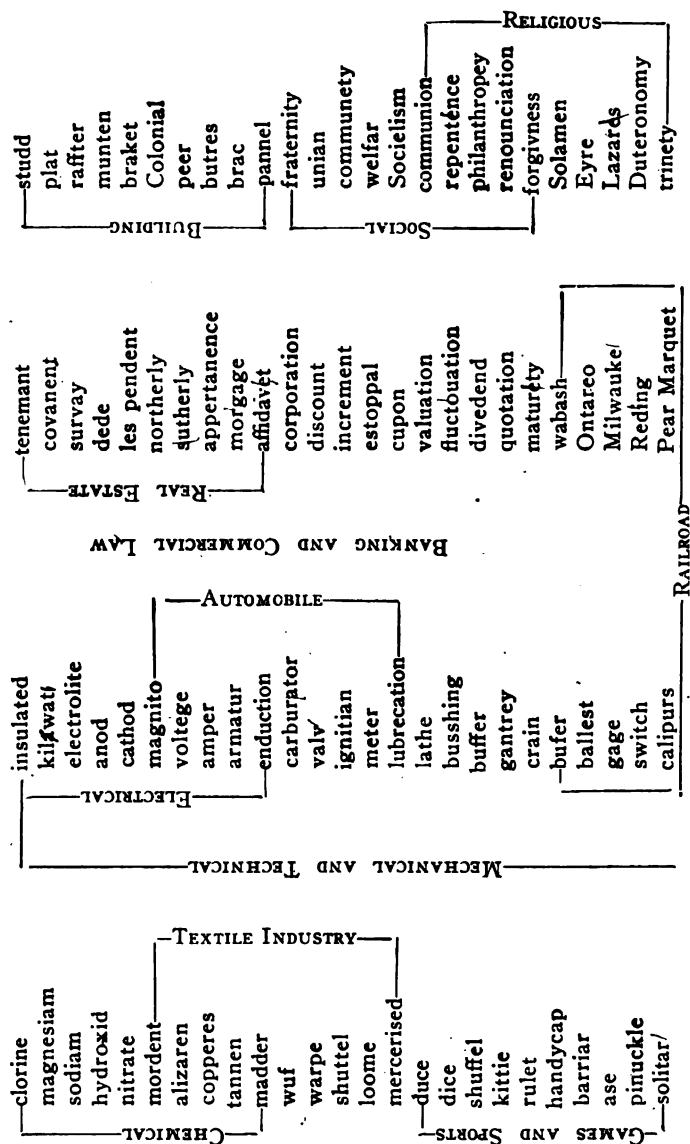 CHEMICAL
clorine
magnesiam
sodiam
hydroxid
nitrate
mordent
alizaren
copperes
tannen
madder
wuf
warpe
shuttel
loome
mercerised
TEXTILE INDUSTRY
GAMES AND SPORTS
duce
dice
shuffel
kittie
rulet
handycap
barriar
ase
pinuckle
solitar
MECHANICAL AND TECHNICAL
ELECTRICAL
insulated
electrolite
anod
cathod
magnito
voltege
amper
armatur
enduction
carburator
valv
ignitian
meter
lubrecation
AUTOMOBILE
lathe
busshing
buffer
gantrey
crain
bufer
ballest
gage
switch
calipurs
RAILROAD
BANKING AND COMMERCIAL LAW
REAL ESTATE
tenemant
covanent
survay
dede
les pendent
northerly
sutherly
appertanence
morgage
affidavet
corporation
discount
increment
estoppal
cupon
valuation
fluctouation
divedend
quotation
maturety
wabash
Ontareo
Milwauke
Reding
Pear Marquet
BUILDING
studd
plat
raffter
munten
braket
Colonial
peer
butres
brac
pannel
SOCIAL
fraternity
unian
communety
welfar
Socielism
communion
repentence
philanthropey
renounciation
forgivness
Solamen
Eyre
Lazares
Duteronomy
trinety
RELIGIOUS